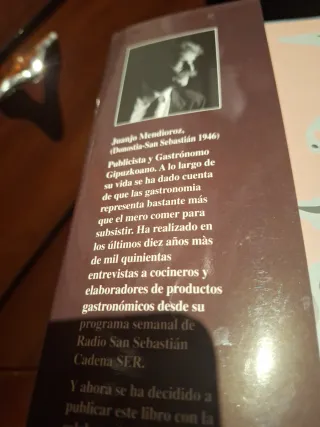 Juanjo Mendioroz,
(Donostia-San Sebastián 1946)
Publicista y Gastrónomo
Gipuzkoano. A lo largo de
su vida se ha dado cuenta
de que las gastronomia
representa bastante más
que el mero comer para
subsistir. Ha realizado en
los últimos diez años màs
de mil quinientas
entrevistas a cocineros y
elaboradores de productos
gastronómicos desde su
programa semanal de
Radio San Sebastián
Cadena SER.
Y ahora se ha decidido a
publicar este libro con la